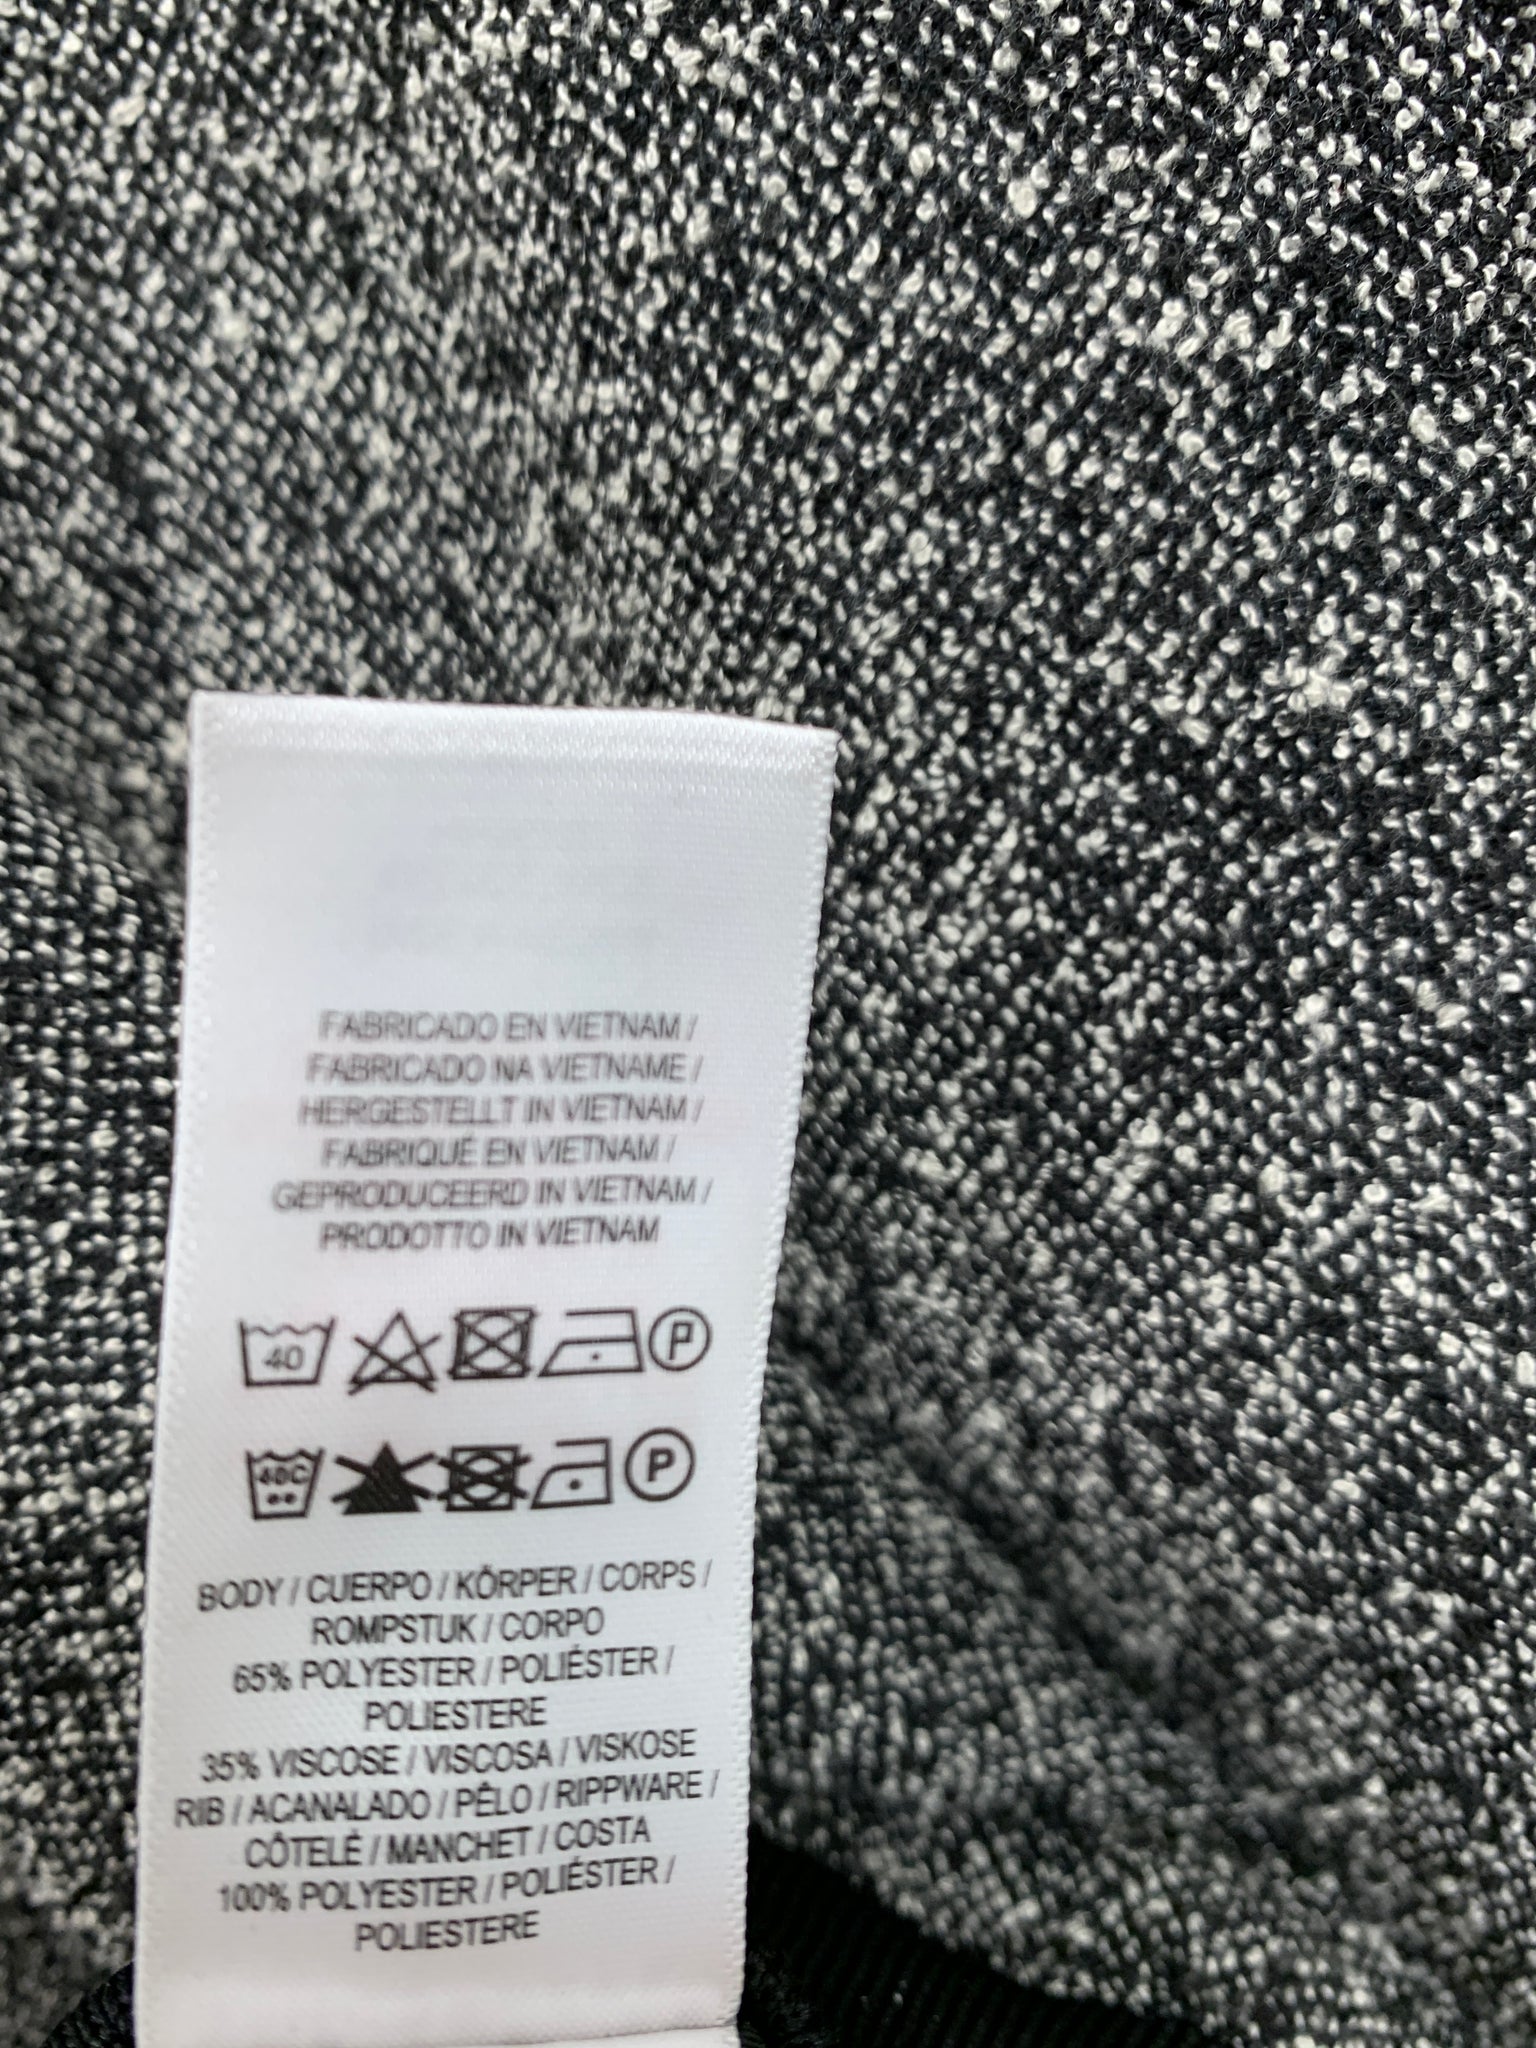 FABRICADO EN VIETNAM /
FABRICADO NA VIETNAME /
HERGESTELLT IN VIETNAM /
FABRIQUÉ EN VIETNAM /
GEPRODUCEERD IN VIETNAM /
PRODOTTO IN VIETNAM
40 P
40C P
BODY / CUERPO / KÖRPER / CORPS /
ROMPSTUK / CORPO
65% POLYESTER / POLIÉSTER /
POLIESTERE
35% VISCOSE / VISCOSA / VISKOSE
RIB / ACANALADO / PÊLO / RIPPWARE /
CÔTELÉ / MANCHET / COSTA
100% POLYESTER / POLIÉSTER /
POLIESTERE